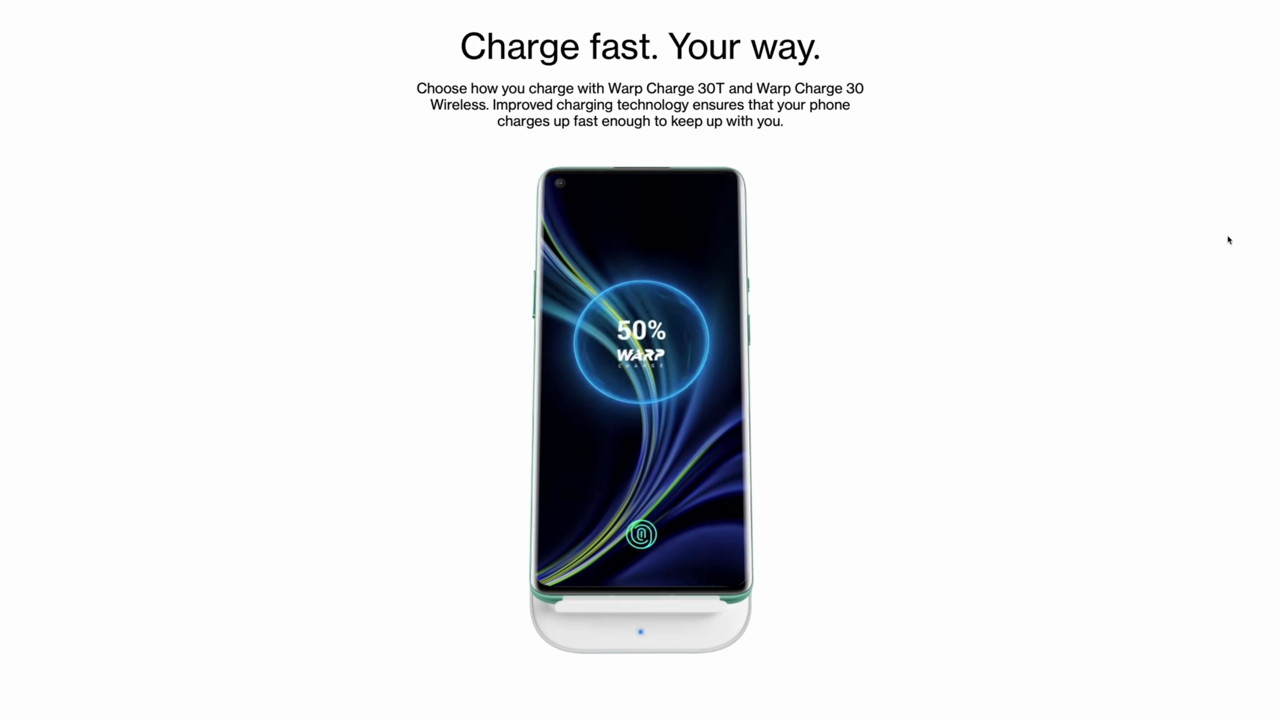 Charge fast. Your way.
Choose how you charge with Warp Charge 30T and Warp Charge 30
Wireless. Improved charging technology ensures that your phone
charges up fast enough to keep up with you.
50%
WARP
CHARGE